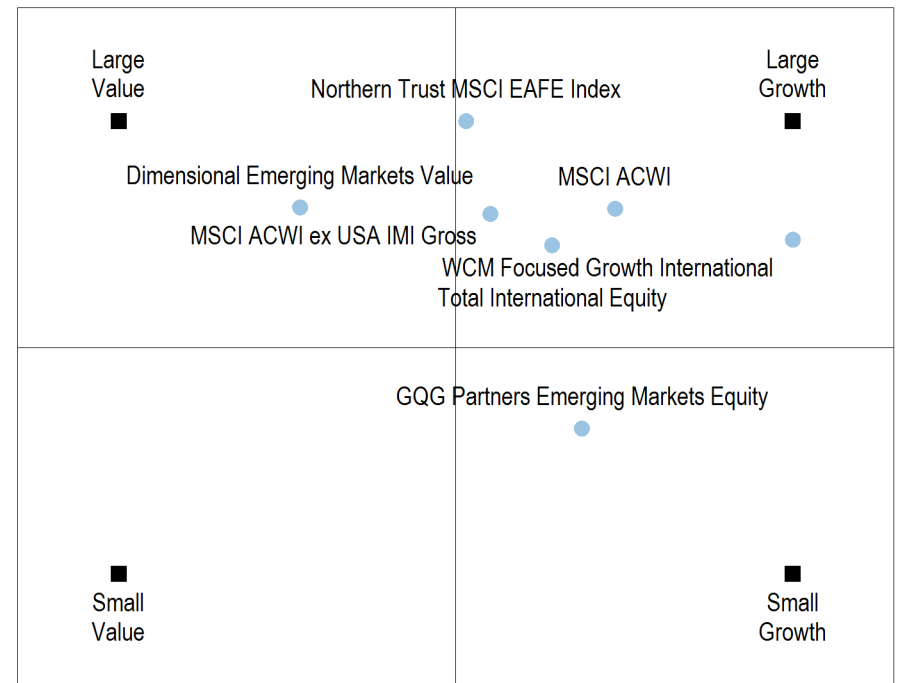 Large
Value
Large
Growth
Northern Trust MSCI EAFE Index
Dimensional Emerging Markets Value
MSCI ACWI
MSCI ACWI ex USA IMI Gross
WCM Focused Growth International
Total International Equity
GQG Partners Emerging Markets Equity
Small
Value
Small
Growth